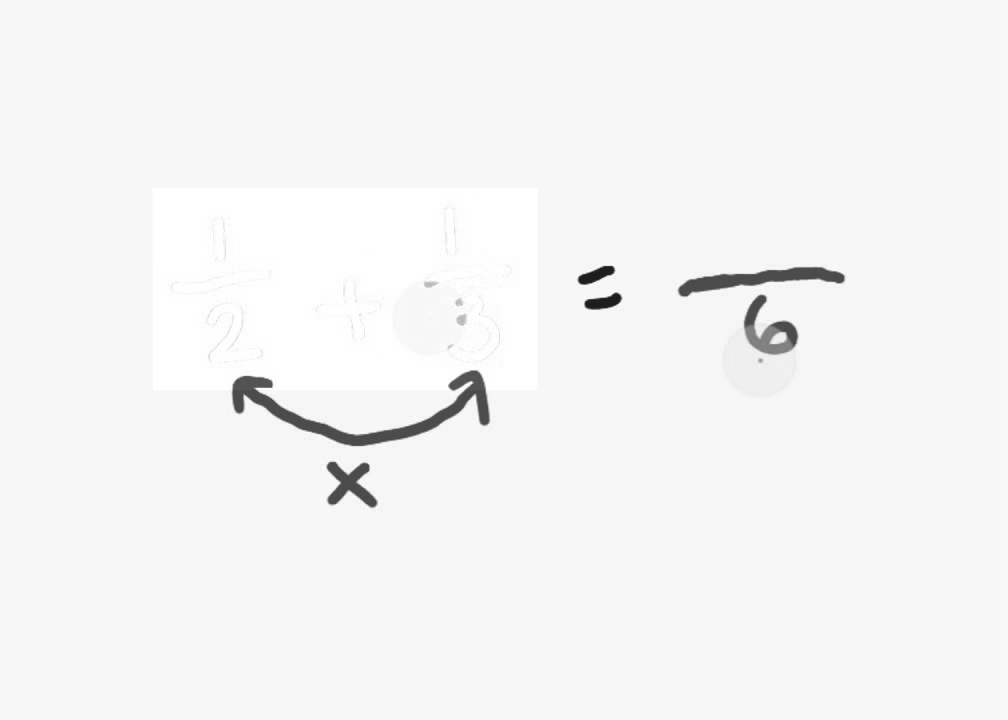 1/2 + 1/3 = /6
×